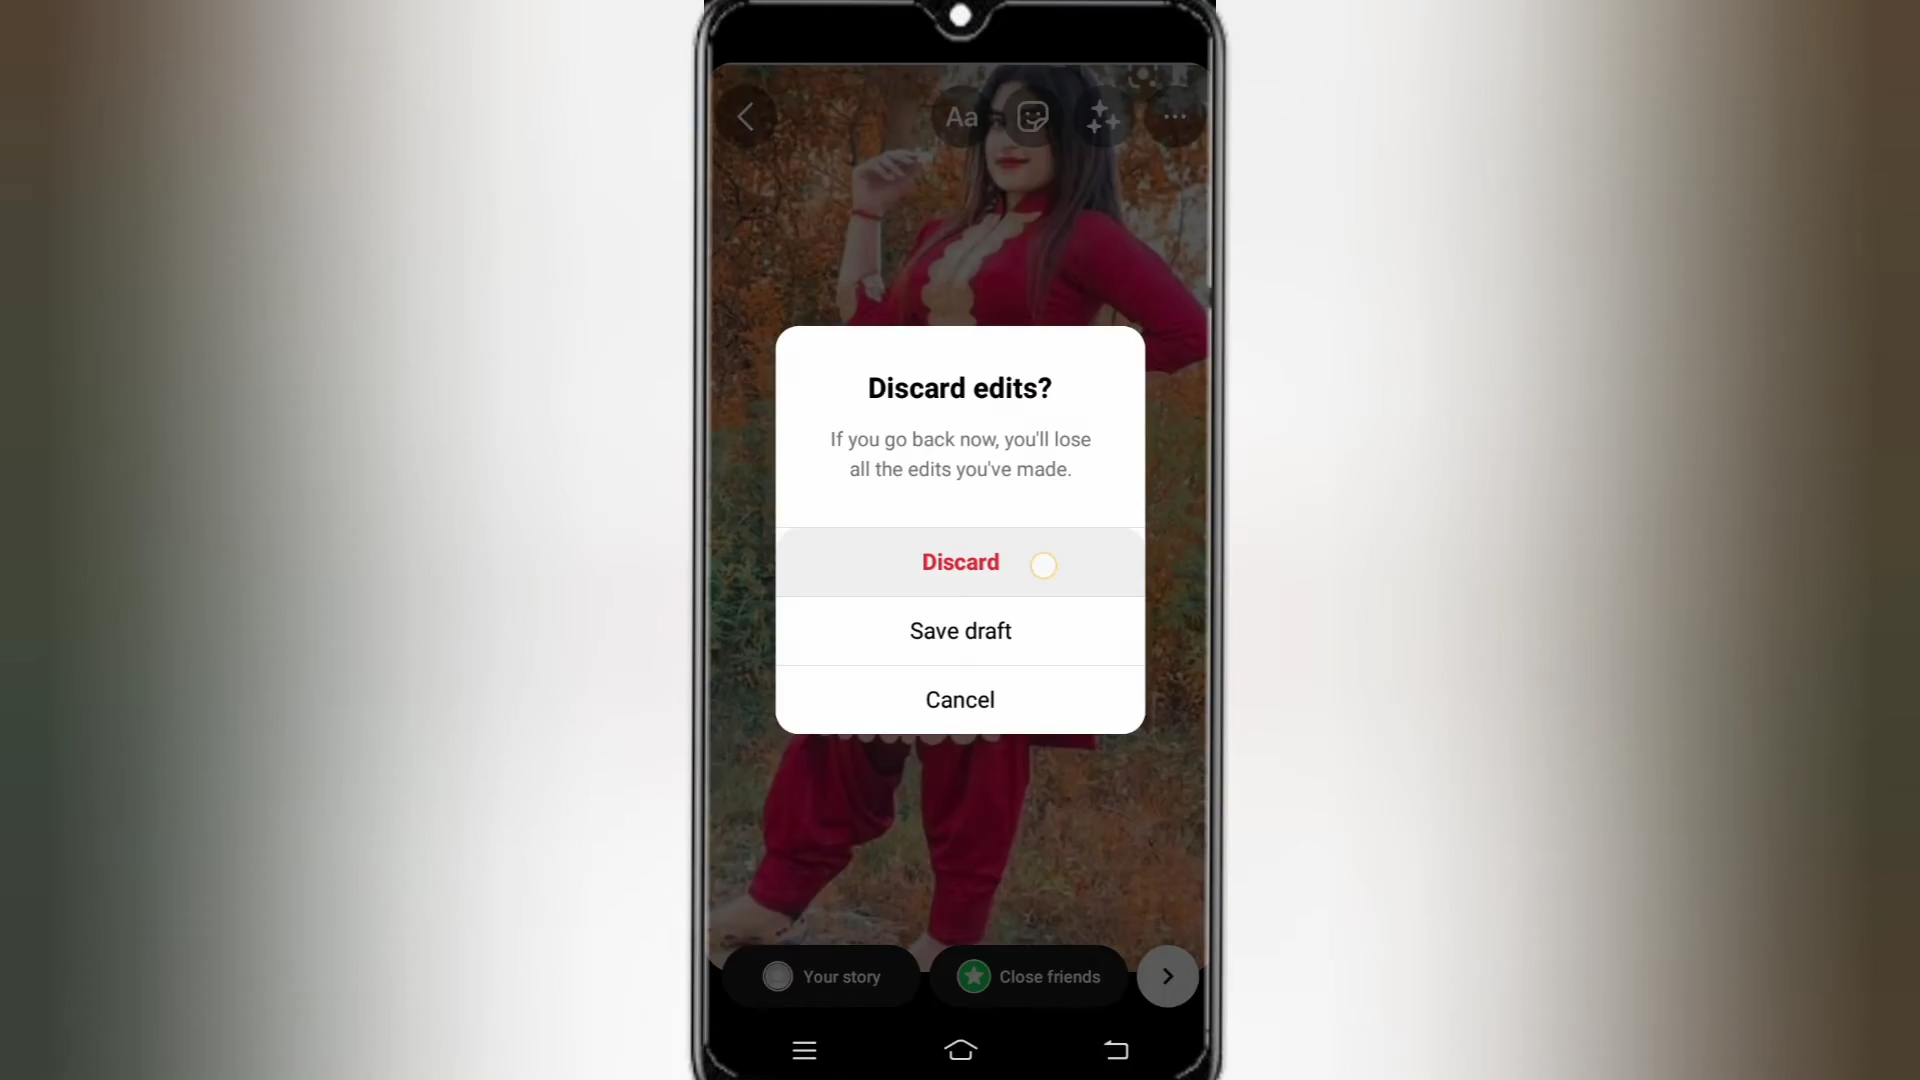 Aa
Discard edits?
If you go back now, you'll lose
all the edits you've made.
Discard
Save draft
Cancel
Your story
Close friends